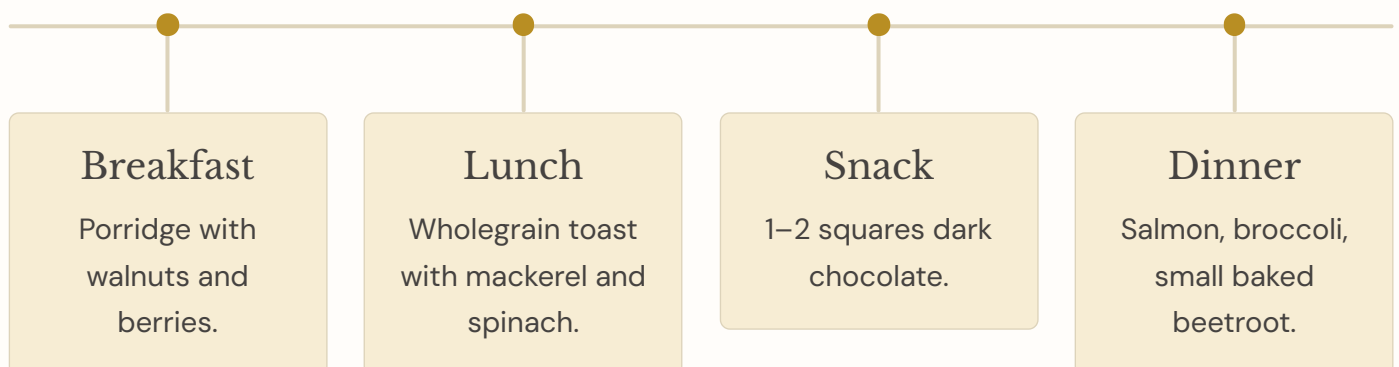 Breakfast
Porridge with
walnuts and
berries.
Lunch
Wholegrain toast
with mackerel and
spinach.
Snack
1–2 squares dark
chocolate.
Dinner
Salmon, broccoli,
small baked
beetroot.